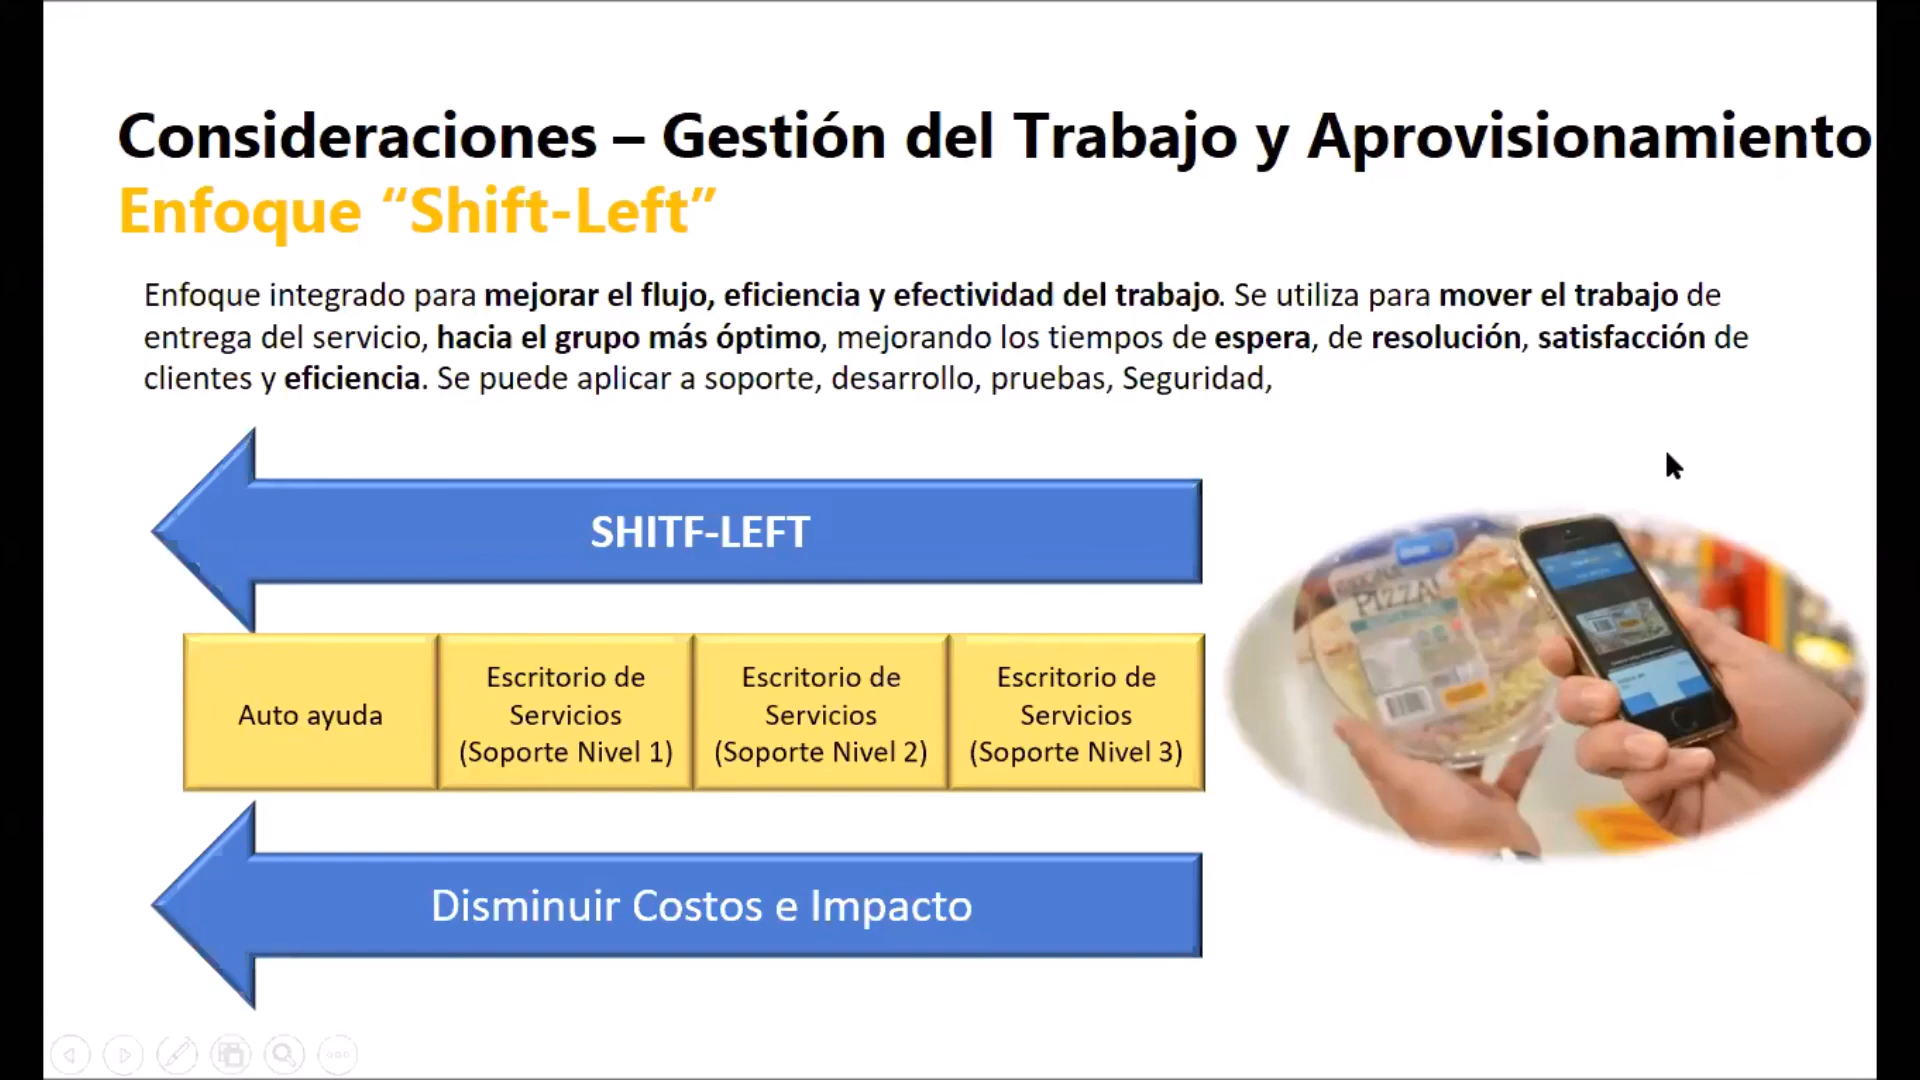 Consideraciones – Gestión del Trabajo y Aprovisionamiento
Enfoque “Shift-Left”
Enfoque integrado para mejorar el flujo, eficiencia y efectividad del trabajo. Se utiliza para mover el trabajo de
entrega del servicio, hacia el grupo más óptimo, mejorando los tiempos de espera, de resolución, satisfacción de
clientes y eficiencia. Se puede aplicar a soporte, desarrollo, pruebas, Seguridad,
SHITF-LEFT
Auto ayuda
Escritorio de
Servicios
(Soporte Nivel 1)
Escritorio de
Servicios
(Soporte Nivel 2)
Escritorio de
Servicios
(Soporte Nivel 3)
PIZZA
Disminuir Costos e Impacto